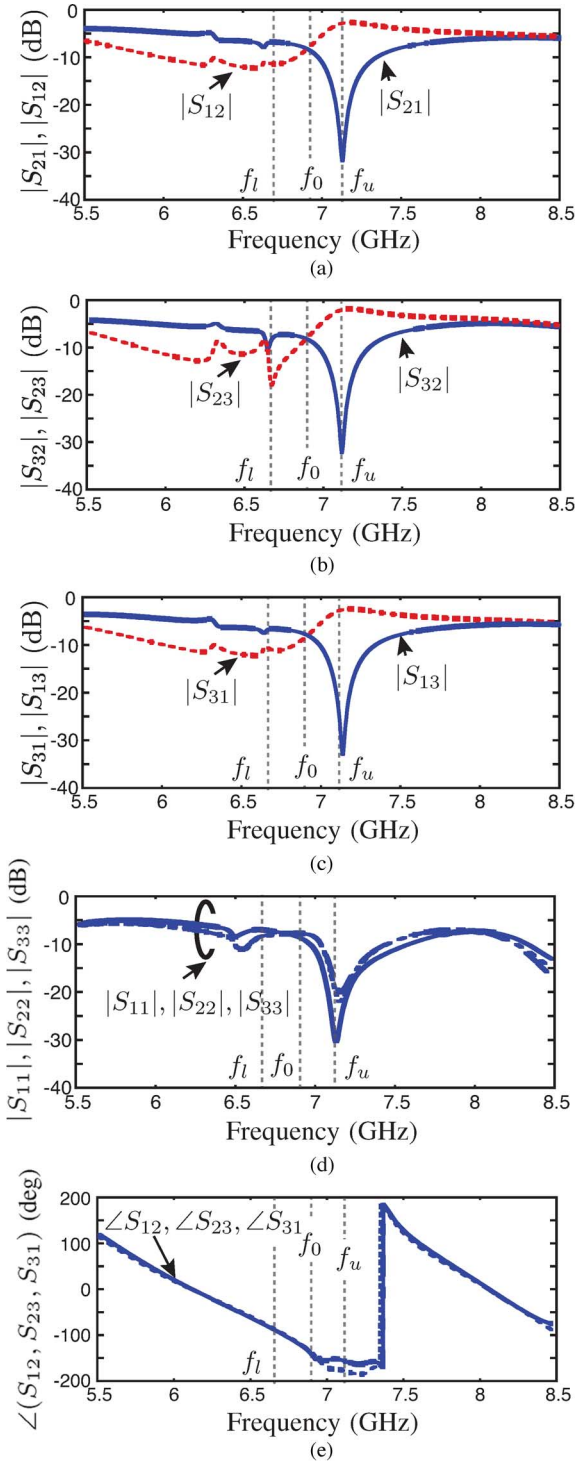 0
-10
-20
-30
-40
|S21|, |S12| (dB)
|S12|
|S21|
fl
f0
fu
5.5 6 6.5 7 7.5 8 8.5
Frequency (GHz)
(a)
0
-10
-20
-30
-40
|S32|, |S23| (dB)
|S23|
|S32|
fl
f0
fu
5.5 6 6.5 7 7.5 8 8.5
Frequency (GHz)
(b)
0
-10
-20
-30
-40
|S31|, |S13| (dB)
|S31|
|S13|
fl
f0
fu
5.5 6 6.5 7 7.5 8 8.5
Frequency (GHz)
(c)
0
-10
-20
-30
-40
|S11|, |S22|, |S33| (dB)
|S11|, |S22|, |S33|
fl
f0
fu
5.5 6 6.5 7 7.5 8 8.5
Frequency (GHz)
(d)
200
100
0
-100
-200
∠(S12, S23, S31) (deg)
∠S12, ∠S23, ∠S31
f0
fu
fl
5.5 6 6.5 7 7.5 8 8.5
Frequency (GHz)
(e)